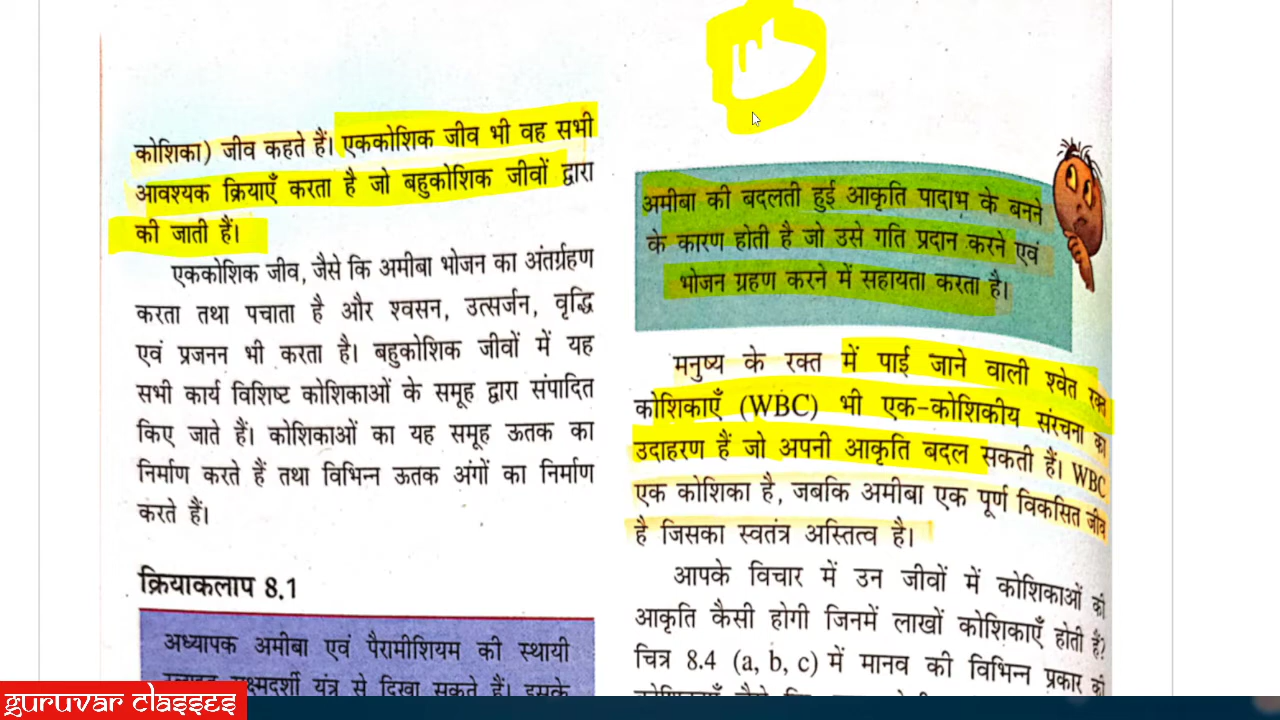 कोशिका) जीव कहते हैं। एककोशिक जीव भी वह सभी
आवश्यक क्रियाएँ करता है जो बहुकोशिक जीवों द्वारा
की जाती हैं।
एककोशिक जीव, जैसे कि अमीबा भोजन का अंतर्ग्रहण
करता तथा पचाता है और श्वसन, उत्सर्जन, वृद्धि
एवं प्रजनन भी करता है। बहुकोशिक जीवों में यह
सभी कार्य विशिष्ट कोशिकाओं के समूह द्वारा संपादित
किए जाते हैं। कोशिकाओं का यह समूह ऊतक का
निर्माण करते हैं तथा विभिन्न ऊतक अंगों का निर्माण
करते हैं।
क्रियाकलाप 8.1
अध्यापक अमीबा एवं पैरामीशियम की स्थायी
सूक्ष्मदर्शी यंत्र से दिखा सकते हैं। इसके
अमीबा की बदलती हुई आकृति पादाभ के बनने
के कारण होती है जो उसे गति प्रदान करने एवं
भोजन ग्रहण करने में सहायता करता है।
मनुष्य के रक्त में पाई जाने वाली श्वेत रक्त
कोशिकाएँ (WBC) भी एक-कोशिकीय संरचना का
उदाहरण हैं जो अपनी आकृति बदल सकती हैं। WBC
एक कोशिका है, जबकि अमीबा एक पूर्ण विकसित जीव
है जिसका स्वतंत्र अस्तित्व है।
आपके विचार में उन जीवों में कोशिकाओं की
आकृति कैसी होगी जिनमें लाखों कोशिकाएँ होती हैं?
चित्र 8.4 (a, b, c) में मानव की विभिन्न प्रकार की
guruvar classes